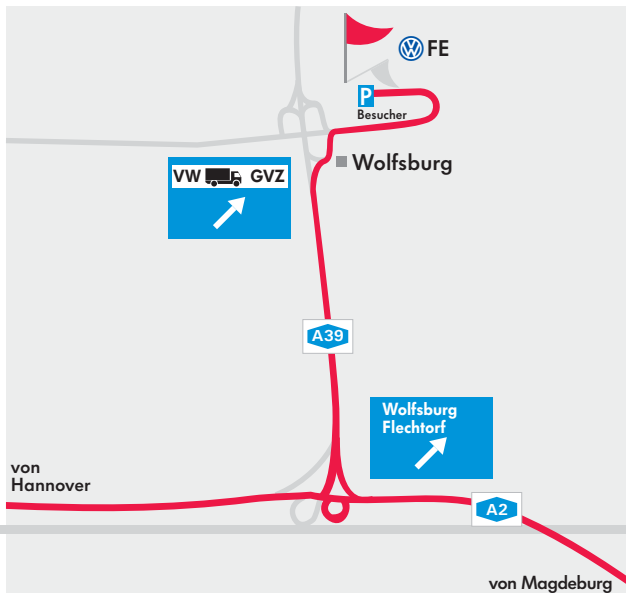 FE
P
Besucher
Wolfsburg
VW GVZ
A39
Wolfsburg
Flechtorf
von
Hannover
A2
von Magdeburg